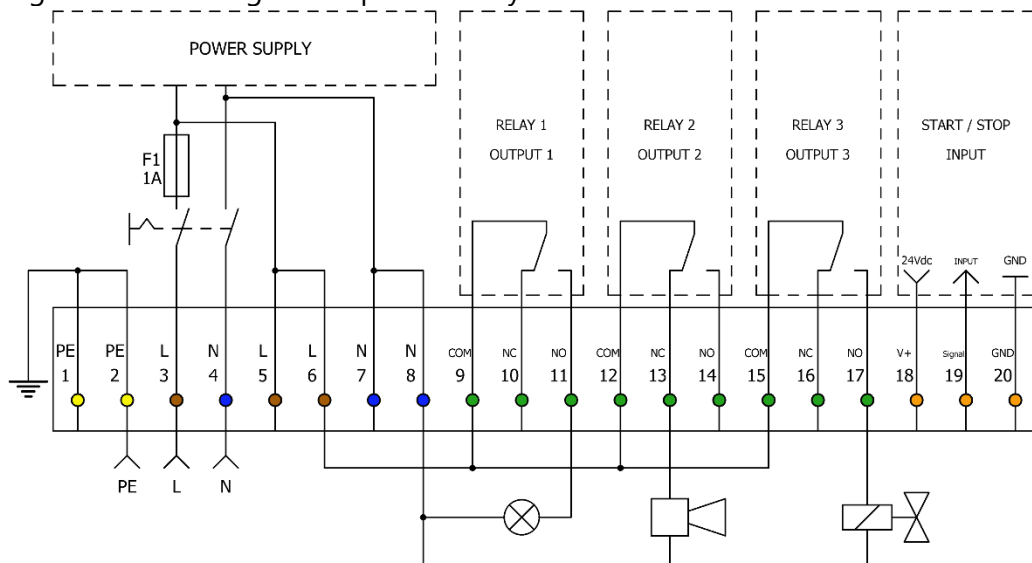 POWER SUPPLY
RELAY 1
OUTPUT 1
RELAY 2
OUTPUT 2
RELAY 3
OUTPUT 3
START / STOP
INPUT
F1
1A
24Vdc
INPUT
GND
PE
1
PE
2
L
3
N
4
L
5
L
6
N
7
N
8
COM
9
NC
10
NO
11
COM
12
NC
13
NO
14
COM
15
NC
16
NO
17
V+
18
Signal
19
GND
20
PE
L
N